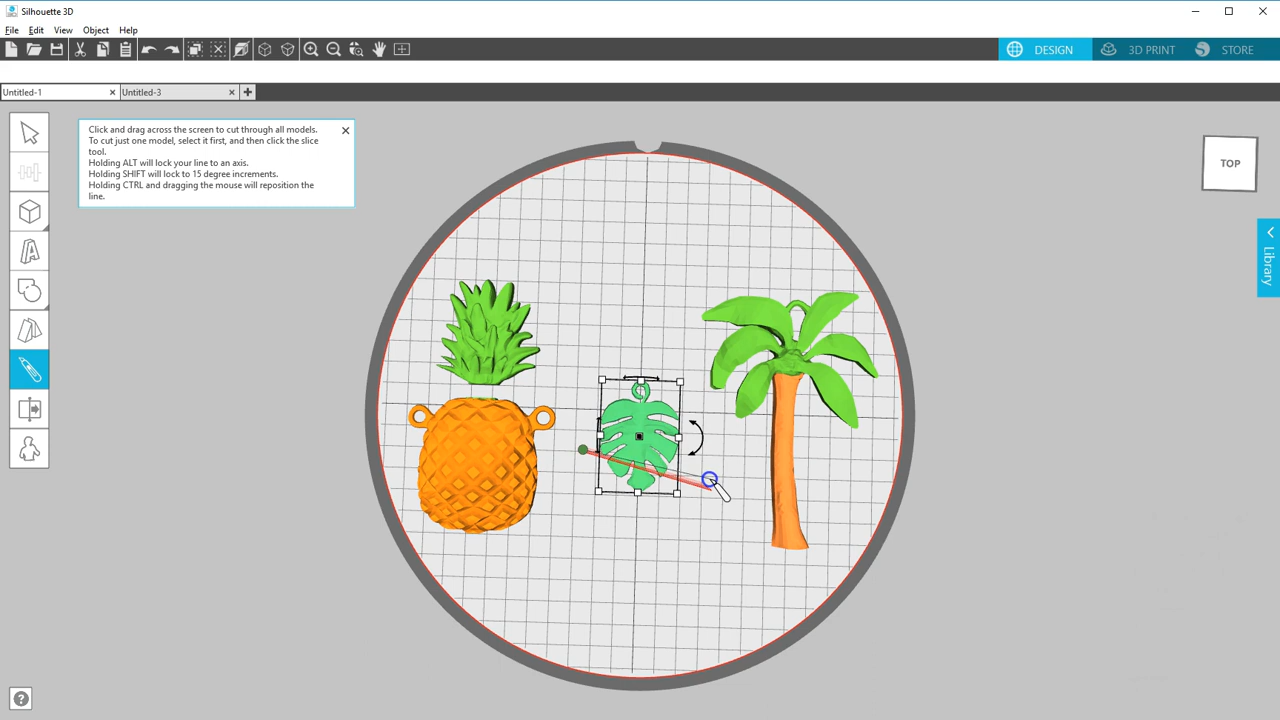 Silhouette 3D
File Edit View Object Help
DESIGN 3D PRINT STORE
Untitled-1 Untitled-3
Click and drag across the screen to cut through all models.
To cut just one model, select it first, and then click the slice
tool.
Holding ALT will lock your line to an axis.
Holding SHIFT will lock to 15 degree increments.
Holding CTRL and dragging the mouse will reposition the
line.
TOP
Library